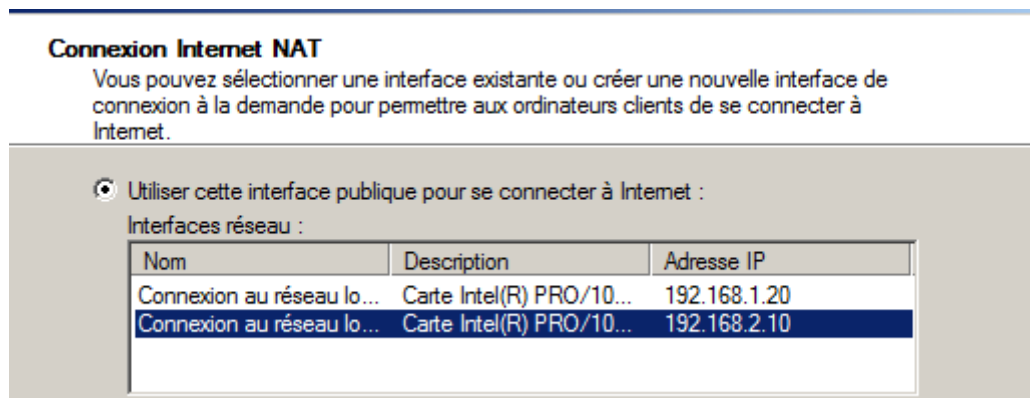 Connexion Internet NAT
Vous pouvez sélectionner une interface existante ou créer une nouvelle interface de
connexion à la demande pour permettre aux ordinateurs clients de se connecter à
Internet.
Utiliser cette interface publique pour se connecter à Internet :
Interfaces réseau :
Nom Description Adresse IP
Connexion au réseau lo... Carte Intel(R) PRO/10... 192.168.1.20
Connexion au réseau lo... Carte Intel(R) PRO/10... 192.168.2.10